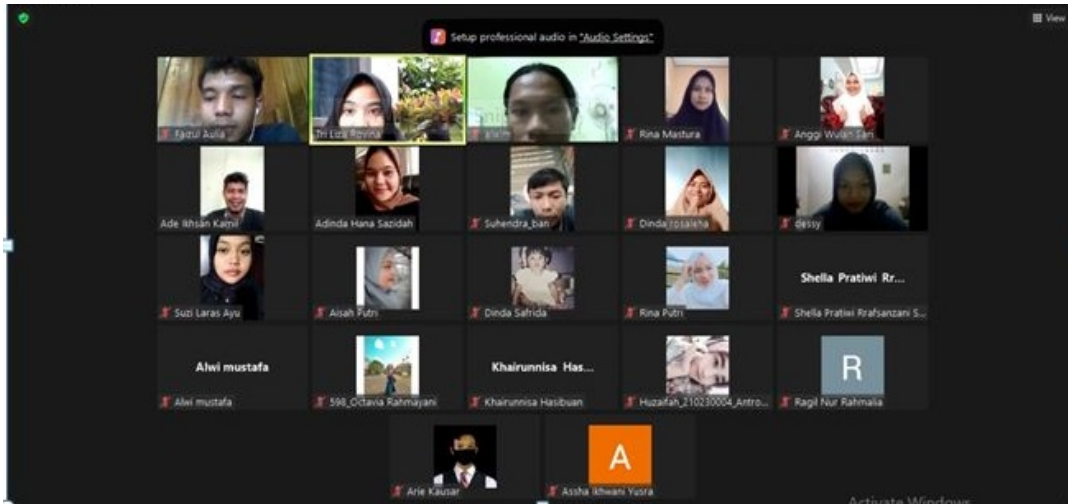 View
Setup professional audio in "Audio Settings"
Faizul Aulia
Tri Liza Rovina
Rina Mastura
Anggi Wulan Sari
Ade Ikhsan Kamil
Adinda Hana Sazidah
Suhendra_ban
Dinda rosaleha
dessy
Suzi Laras Ayu
Aisah Putri
Dinda Safrida
Rina Putri
Shella Pratiwi Rr...
Shella Pratiwi Rrafsanzani S...
Alwi mustafa
Alwi mustafa
598_Octavia Rahmayani
Khairunnisa Has...
Khairunnisa Hasibuan
Huzaifah_210230004_Antro...
R
Ragil Nur Rahmalia
Arie Kausar
A
Assha Ikhwani Yusra
Activate Windows